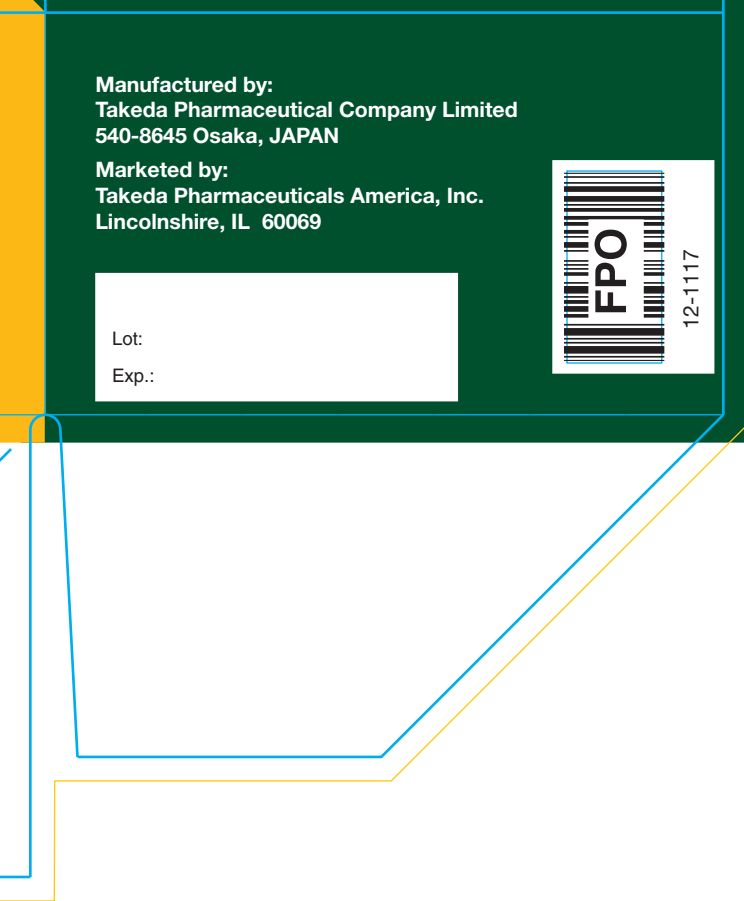 Manufactured by:
Takeda Pharmaceutical Company Limited
540-8645 Osaka, JAPAN
Marketed by:
Takeda Pharmaceuticals America, Inc.
Lincolnshire, IL  60069
Lot:
Exp.:
FPO
12-1117